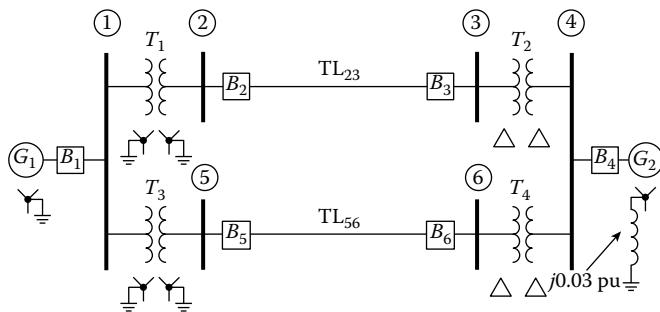 1 2 3 4
T1 T2
B2 TL23 B3
G1 B1 B4 G2
5 6
T3 T4
B5 TL56 B6
j0.03 pu